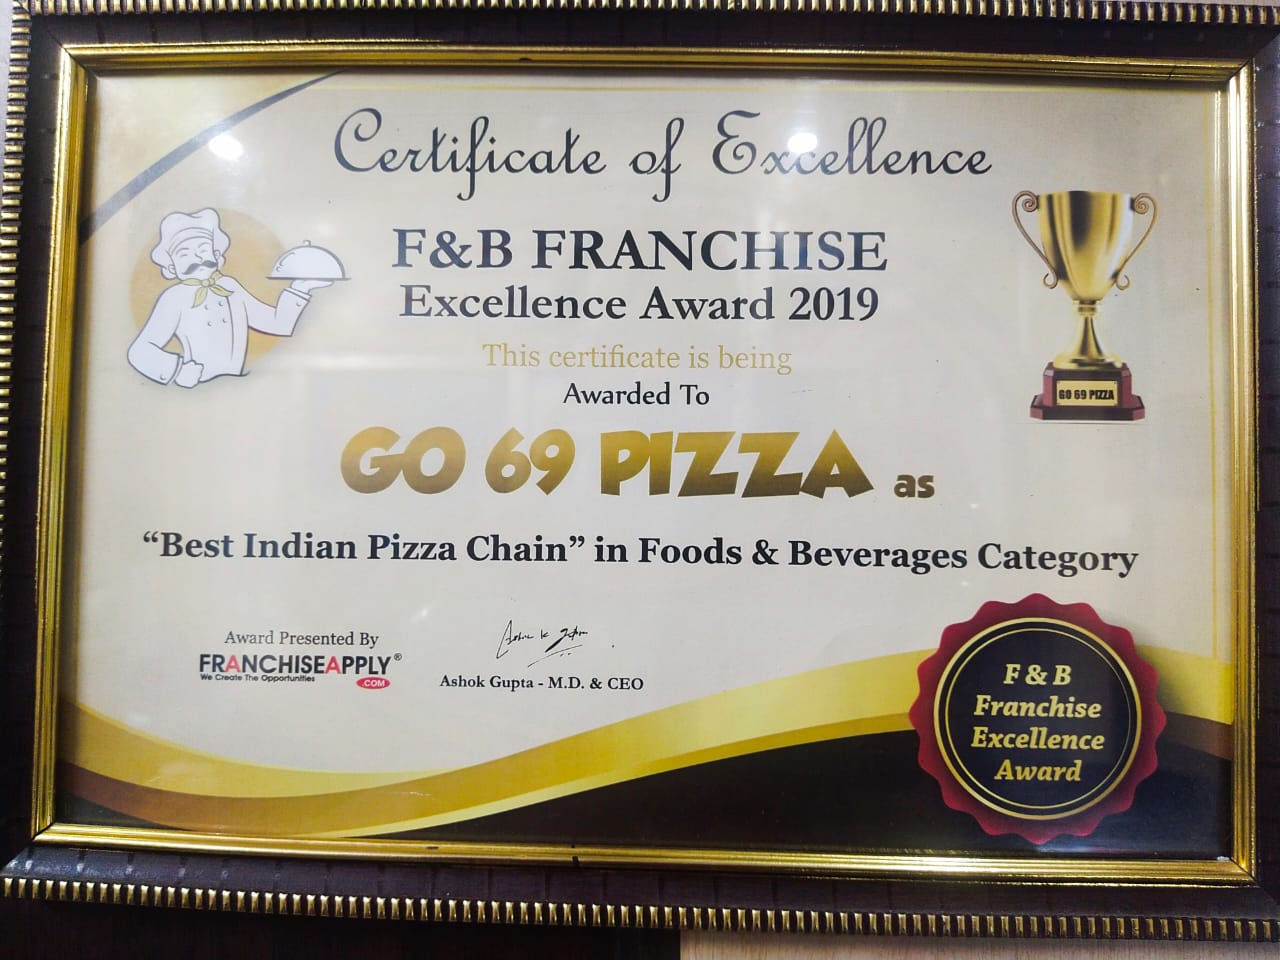 Certificate of Excellence
F&B FRANCHISE
Excellence Award 2019
This certificate is being
Awarded To
GO 69 PIZZA
GO 69 PIZZA as
“Best Indian Pizza Chain” in Foods & Beverages Category
Award Presented By
FRANCHISEAPPLY®
We Create The Opportunities .COM
Ashok Gupta - M.D. & CEO
F & B
Franchise
Excellence
Award